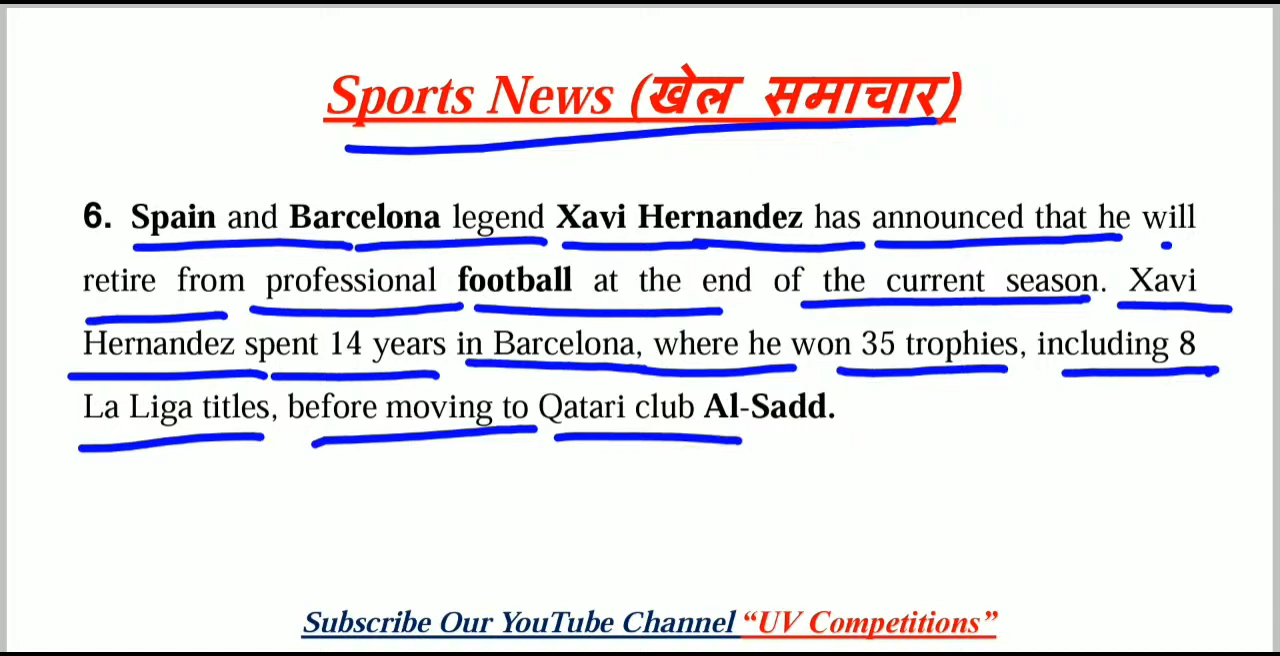 Sports News (खेल समाचार)
6. Spain and Barcelona legend Xavi Hernandez has announced that he will
retire from professional football at the end of the current season. Xavi
Hernandez spent 14 years in Barcelona, where he won 35 trophies, including 8
La Liga titles, before moving to Qatari club Al-Sadd.
Subscribe Our YouTube Channel “UV Competitions”